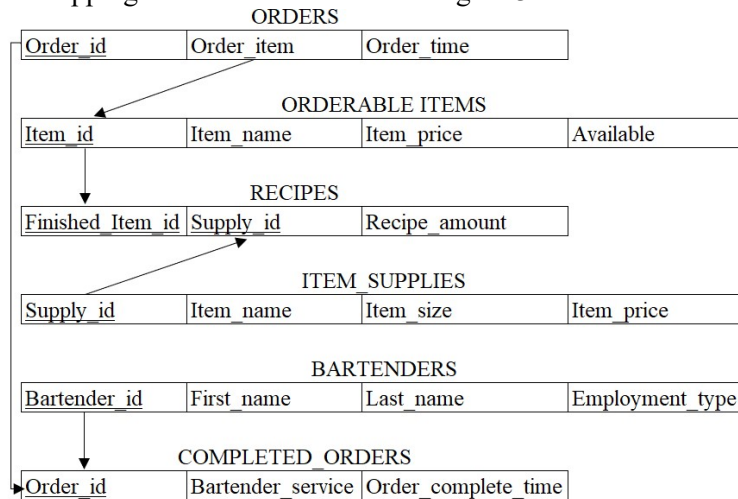 ORDERS
Order_id Order_item Order_time
ORDERABLE ITEMS
Item_id Item_name Item_price Available
RECIPES
Finished_Item_id Supply_id Recipe_amount
ITEM_SUPPLIES
Supply_id Item_name Item_size Item_price
BARTENDERS
Bartender_id First_name Last_name Employment_type
COMPLETED_ORDERS
Order_id Bartender_service Order_complete_time